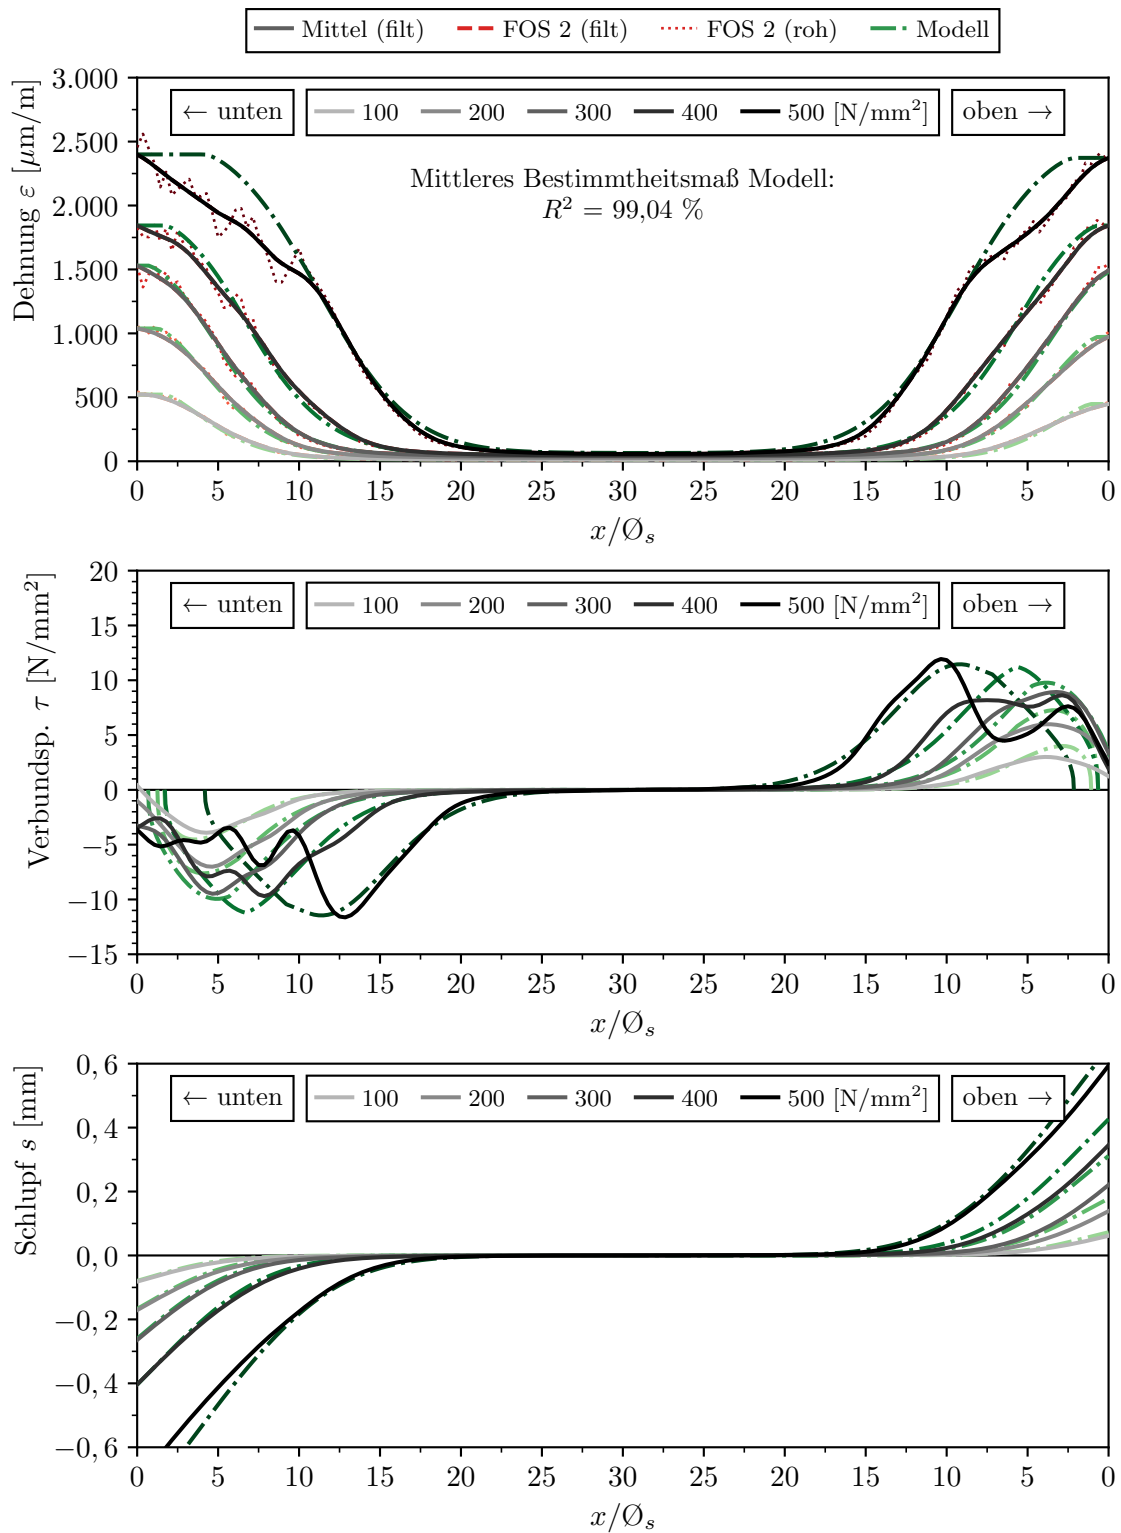 Mittel (filt) FOS 2 (filt) FOS 2 (roh) Modell
← unten 100 200 300 400 500 [N/mm²] oben →
Mittleres Bestimmtheitsmaß Modell:
R² = 99,04 %
Dehnung ε [μm/m]
3.000
2.500
2.000
1.500
1.000
500
0
0 5 10 15 20 25 30 25 20 15 10 5 0
x/Ø_s
← unten 100 200 300 400 500 [N/mm²] oben →
Verbundsp. τ [N/mm²]
20
15
10
5
0
−5
−10
−15
0 5 10 15 20 25 30 25 20 15 10 5 0
x/Ø_s
← unten 100 200 300 400 500 [N/mm²] oben →
Schlupf s [mm]
0,6
0,4
0,2
0,0
−0,2
−0,4
−0,6
0 5 10 15 20 25 30 25 20 15 10 5 0
x/Ø_s